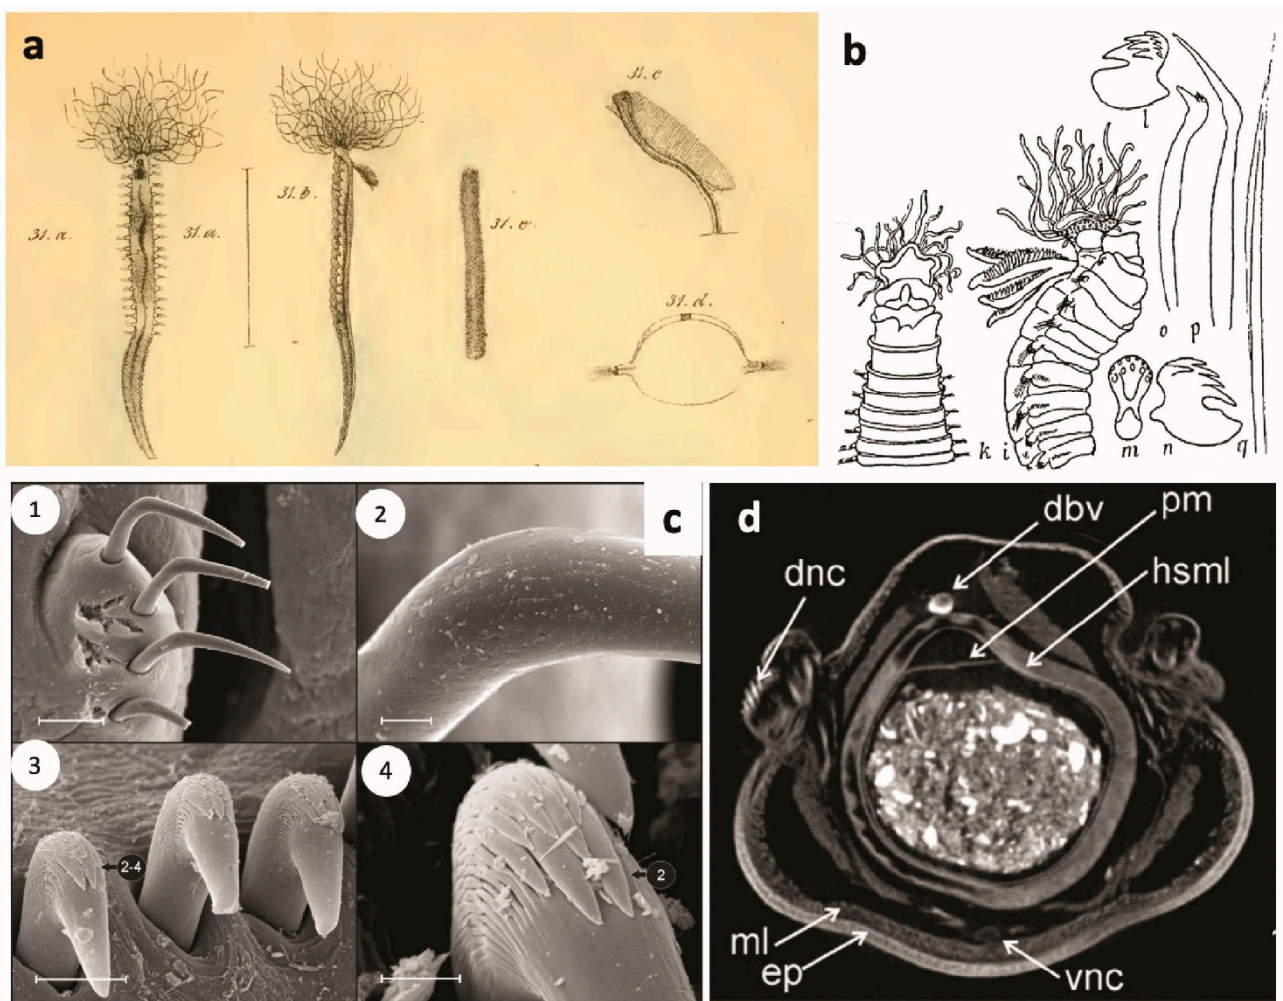 a
31. c
31. b.
31. a.
31. a.
31. e.
31. d.
b
l
o p
k i m n q
1
2
c
3
2-4
4
2
d
dbv
pm
dnc
hsml
ml
ep
vnc